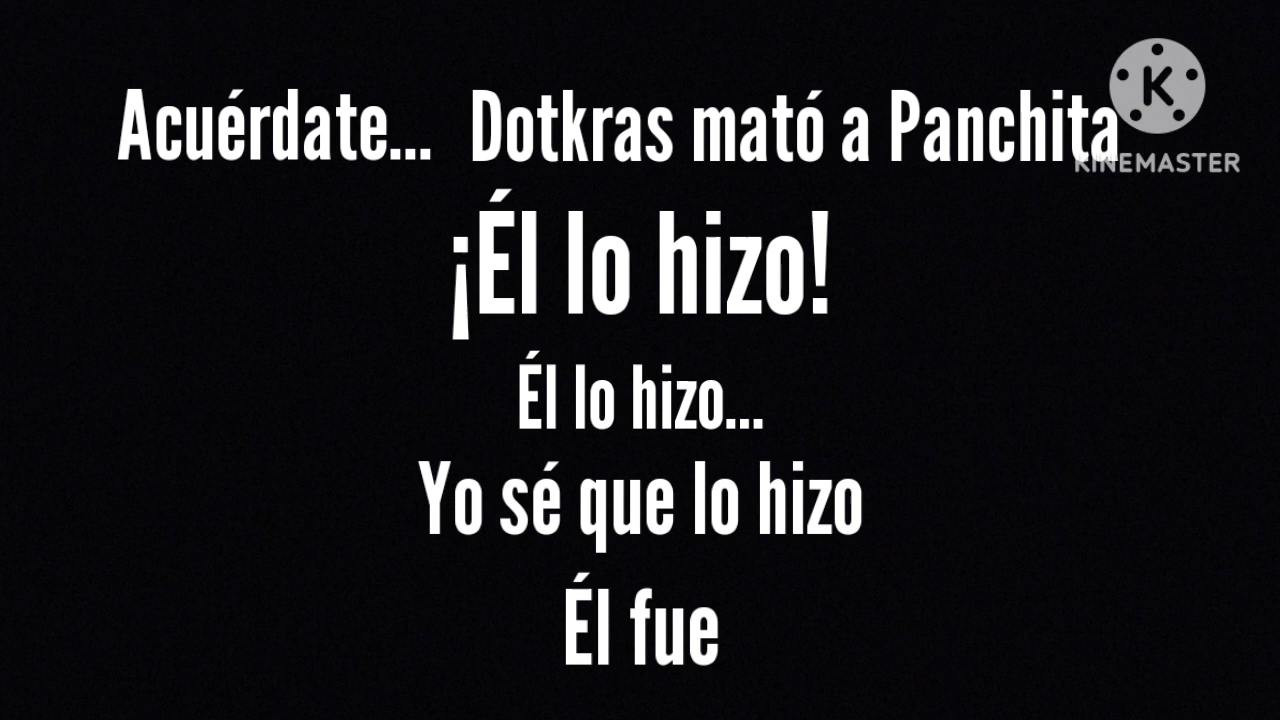 Acuérdate... Dotkras mató a Panchita
K
KINEMASTER
¡Él lo hizo!
Él lo hizo...
Yo sé que lo hizo
Él fue